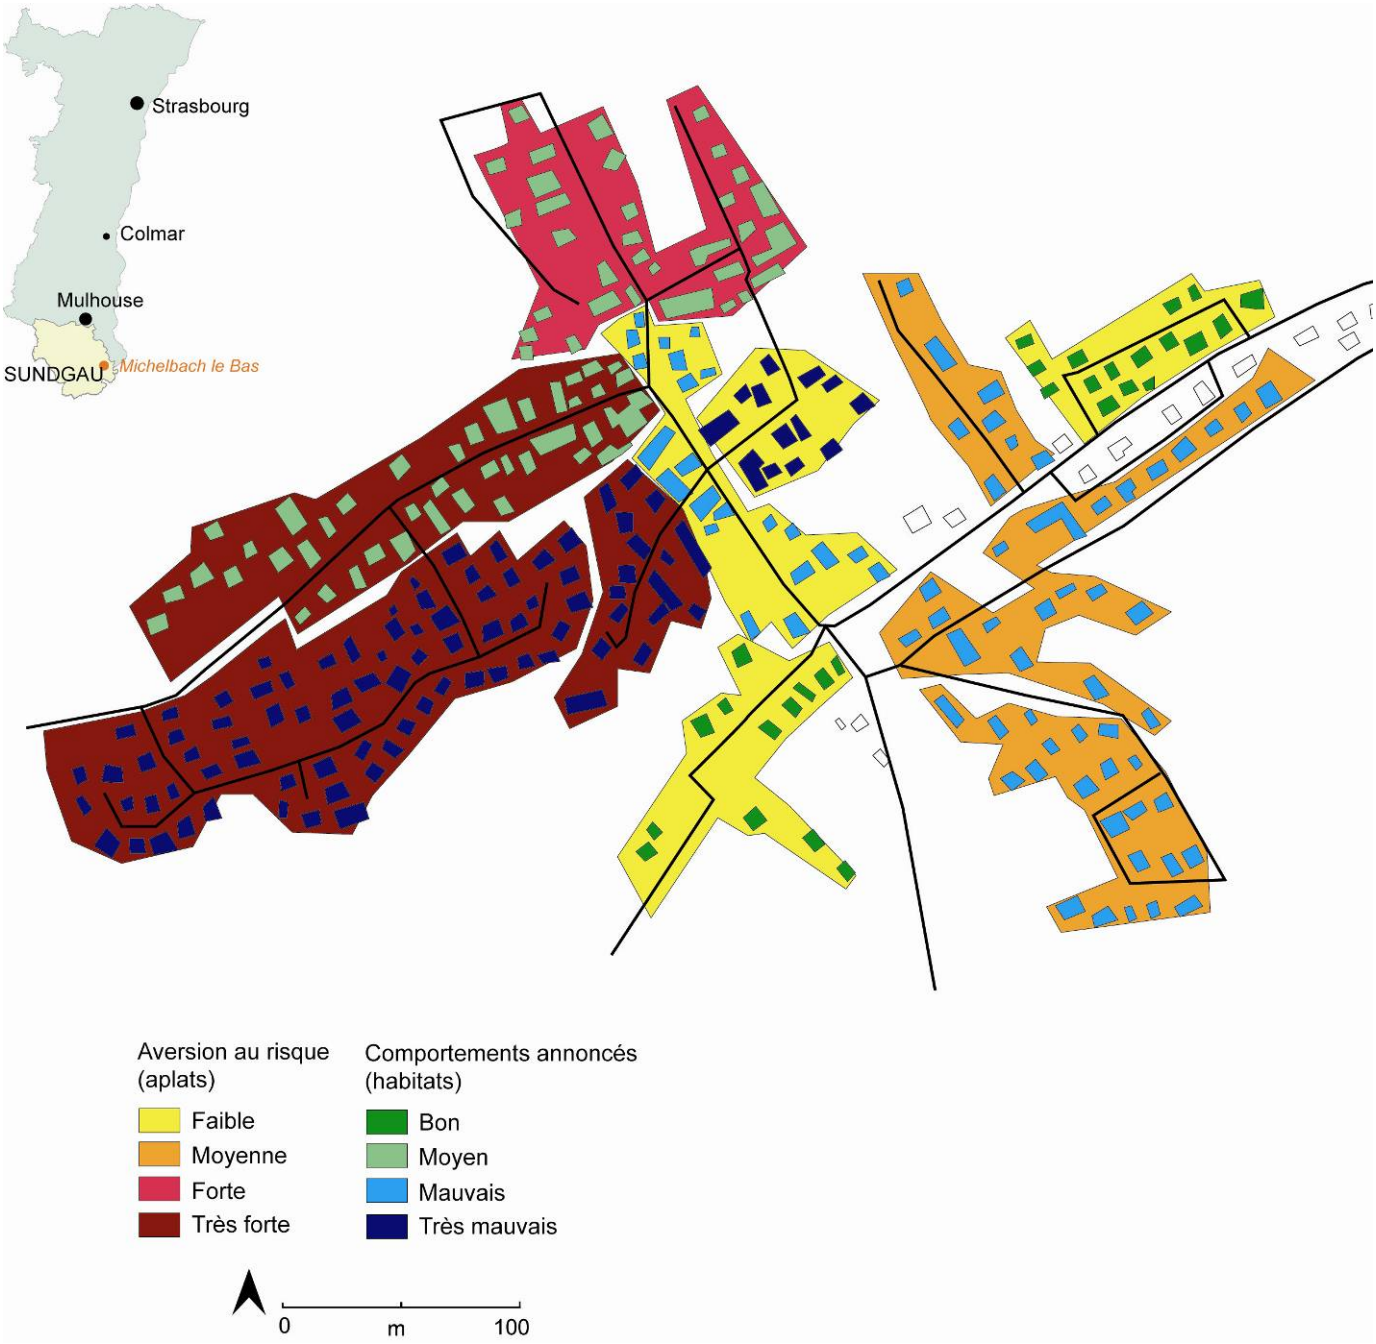 Strasbourg
Colmar
Mulhouse
SUNDGAU
Michelbach le Bas
Aversion au risque
(aplats)
Faible
Moyenne
Forte
Très forte
Comportements annoncés
(habitats)
Bon
Moyen
Mauvais
Très mauvais
0 m 100